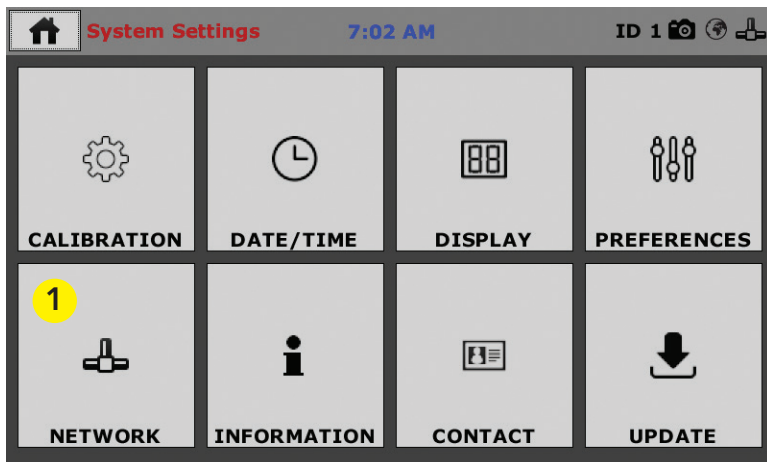 System Settings 7:02 AM ID 1
CALIBRATION DATE/TIME DISPLAY PREFERENCES
1
NETWORK INFORMATION CONTACT UPDATE